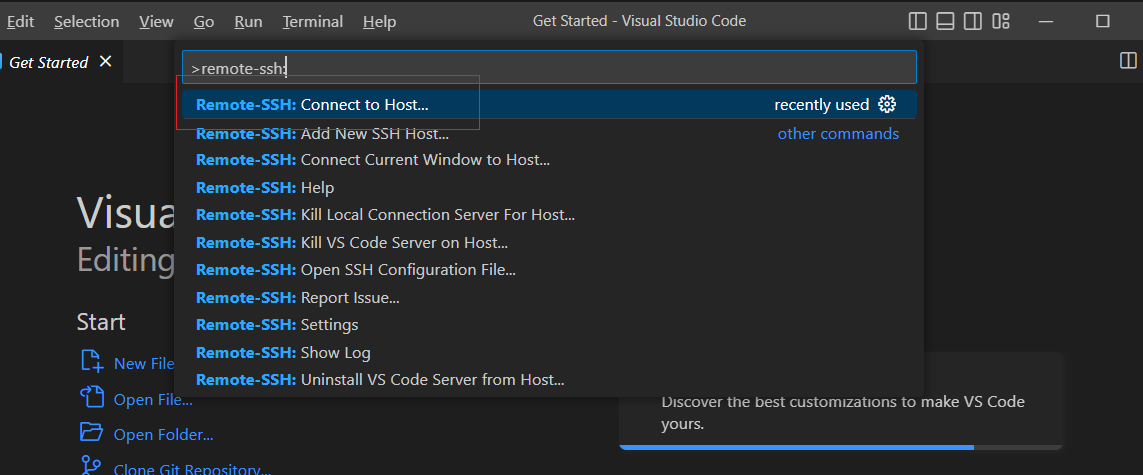 Edit Selection View Go Run Terminal Help Get Started - Visual Studio Code
Get Started
>remote-ssh:
Remote-SSH: Connect to Host... recently used
Remote-SSH: Add New SSH Host... other commands
Remote-SSH: Connect Current Window to Host...
Remote-SSH: Help
Remote-SSH: Kill Local Connection Server For Host...
Remote-SSH: Kill VS Code Server on Host...
Remote-SSH: Open SSH Configuration File...
Remote-SSH: Report Issue...
Remote-SSH: Settings
Remote-SSH: Show Log
Remote-SSH: Uninstall VS Code Server from Host...
Visua
Editing
Start
New File
Open File...
Open Folder...
Clone Git Repository...
Discover the best customizations to make VS Code
yours.